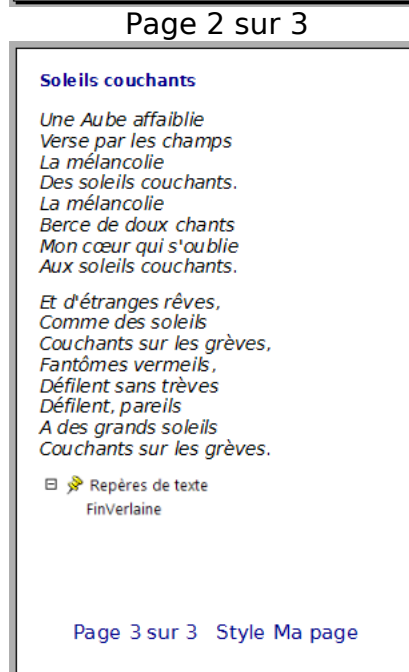 Page 2 sur 3
Soleils couchants
Une Aube affaiblie
Verse par les champs
La mélancolie
Des soleils couchants.
La mélancolie
Berce de doux chants
Mon cœur qui s'oublie
Aux soleils couchants.
Et d'étranges rêves,
Comme des soleils
Couchants sur les grèves,
Fantômes vermeils,
Défilent sans trèves
Défilent, pareils
A des grands soleils
Couchants sur les grèves.
Repères de texte
FinVerlaine
Page 3 sur 3 Style Ma page